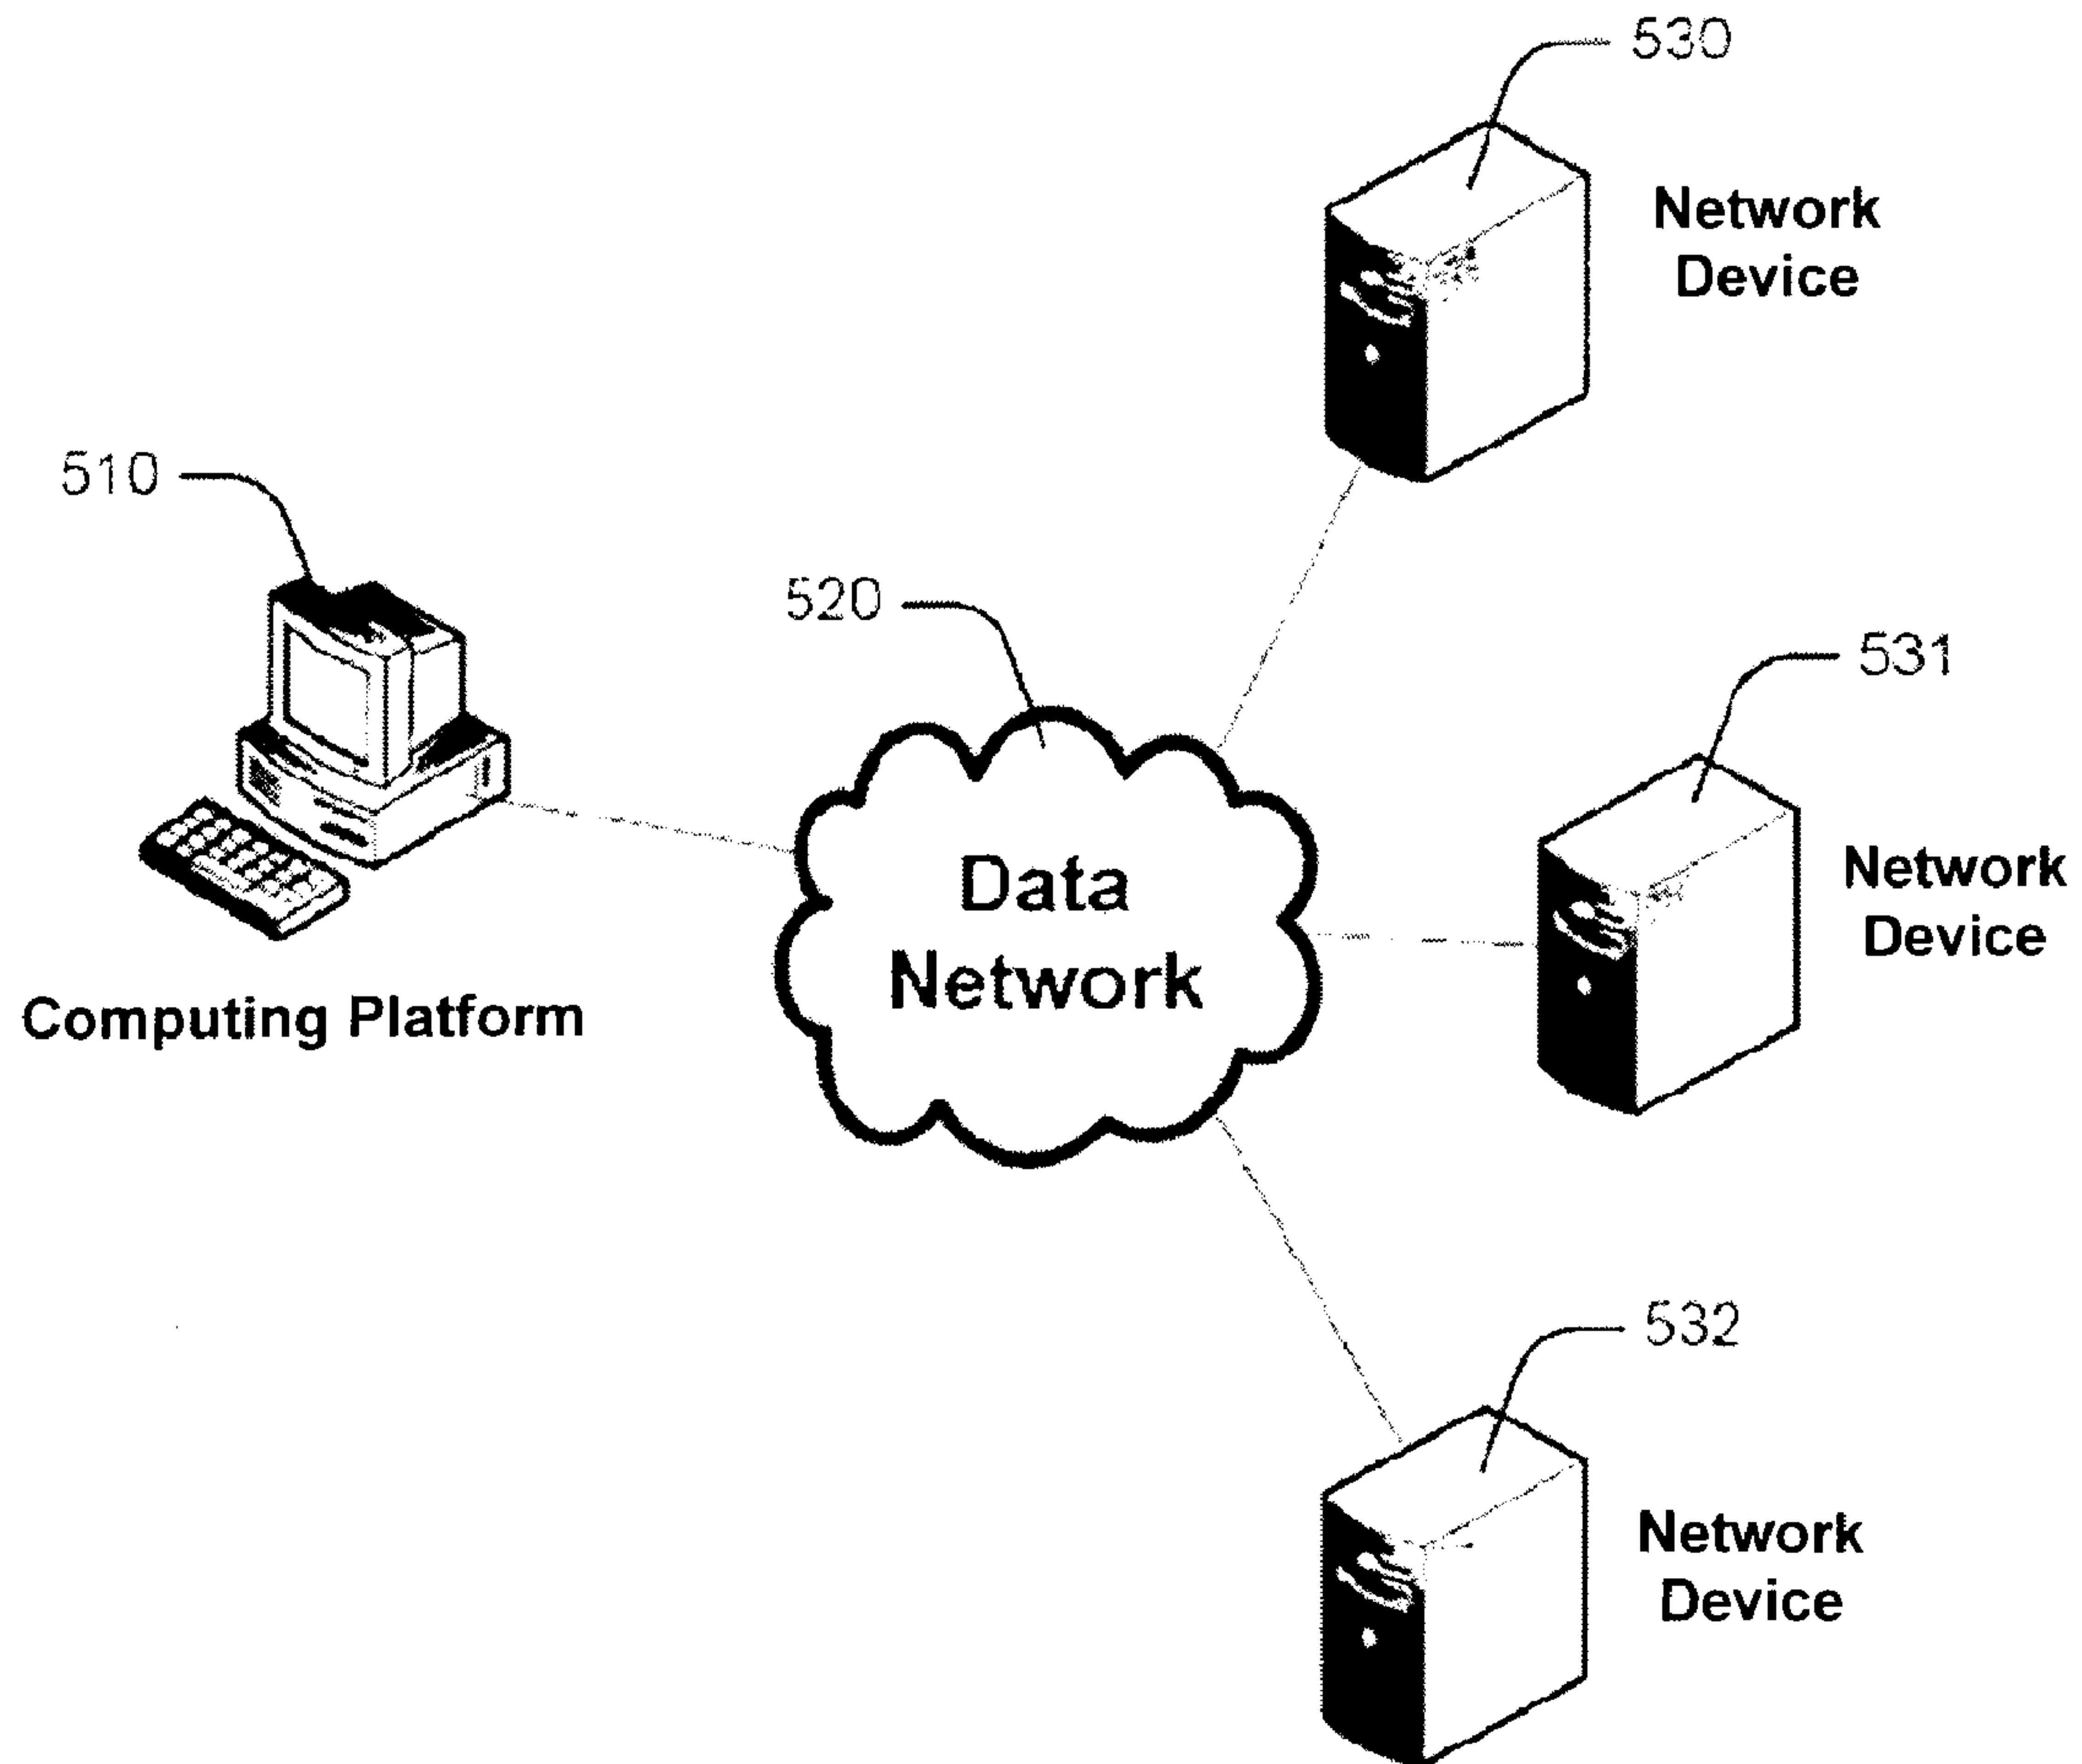 530
Network
Device
510
520
531
Data
Network
Network
Device
Computing Platform
532
Network
Device